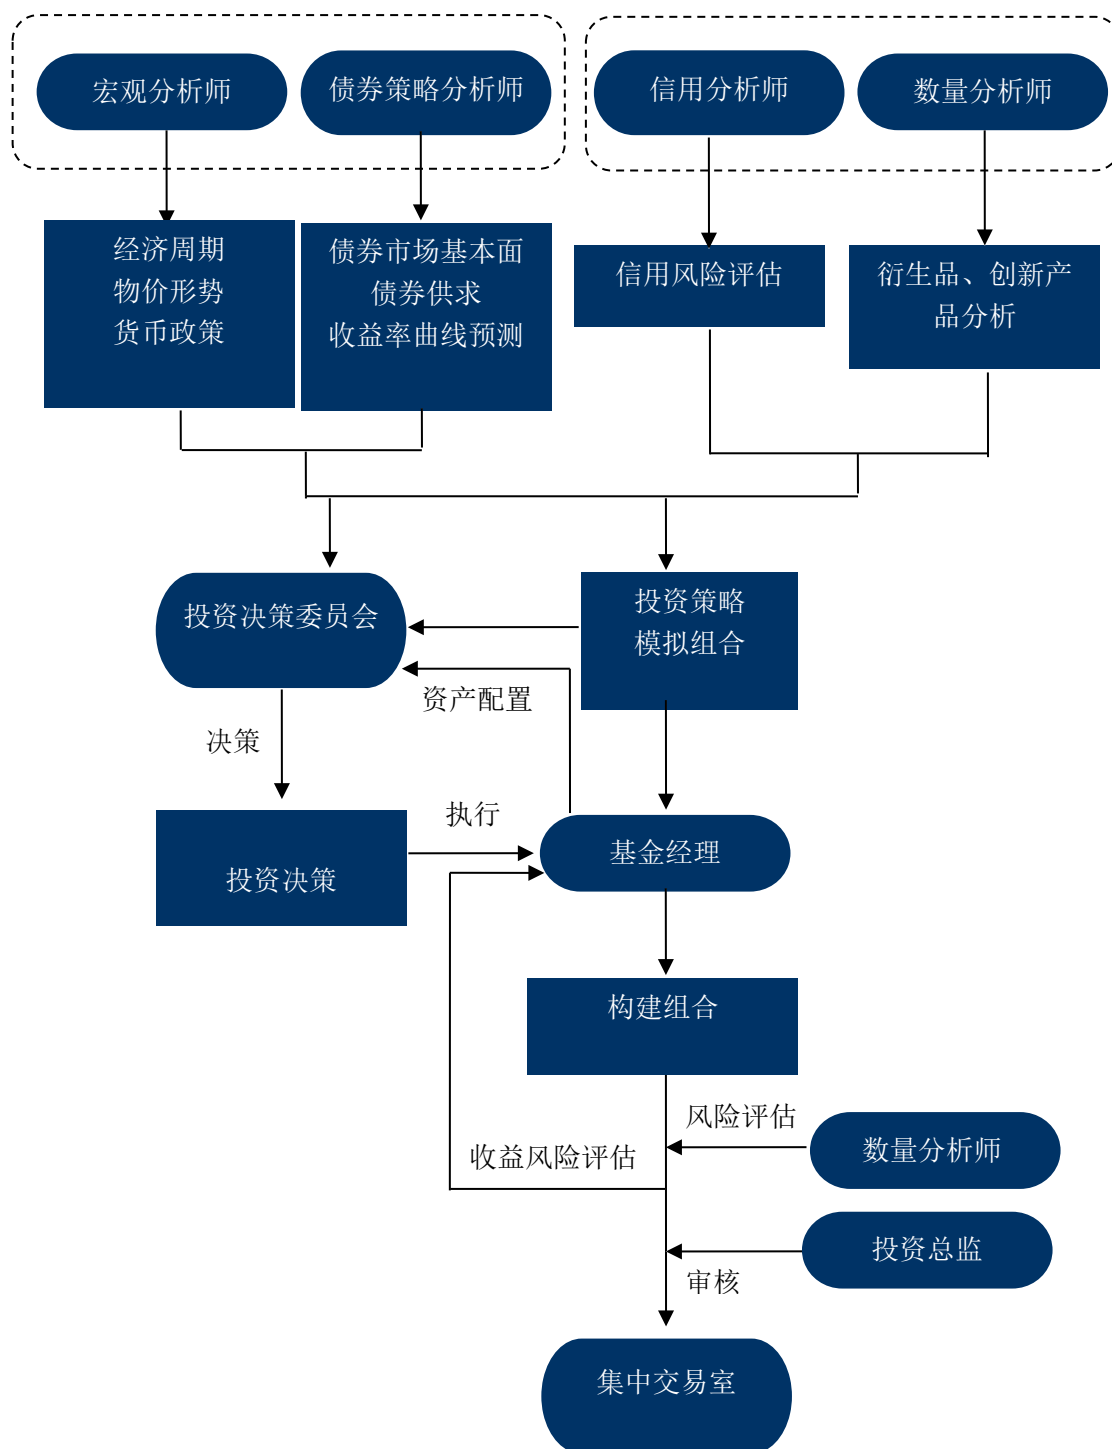 宏观分析师
债券策略分析师
信用分析师
数量分析师
经济周期
物价形势
货币政策
债券市场基本面
债券供求
收益率曲线预测
信用风险评估
衍生品、创新产
品分析
投资决策委员会
投资策略
模拟组合
资产配置
决策
执行
投资决策
基金经理
构建组合
风险评估
数量分析师
收益风险评估
投资总监
审核
集中交易室